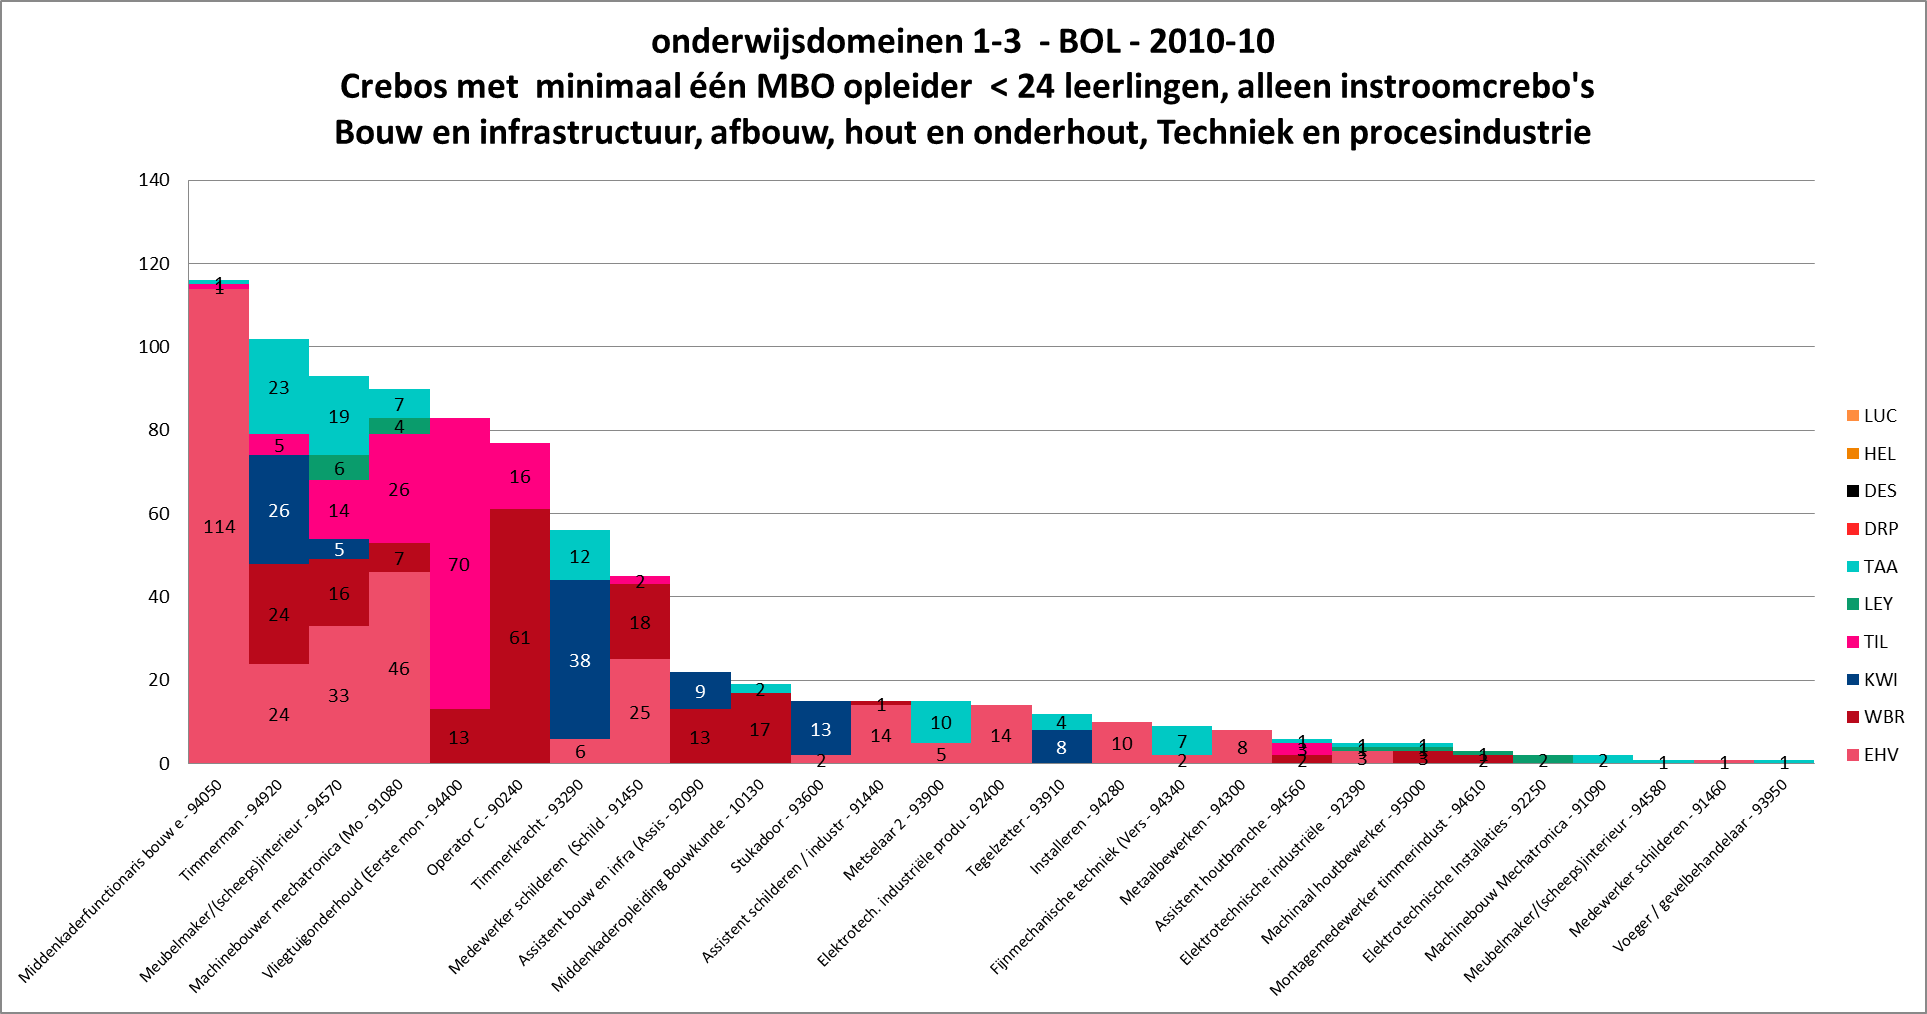 onderwijsdomeinen 1-3 - BOL - 2010-10
Crebos met minimaal één MBO opleider < 24 leerlingen, alleen instroomcrebo's
Bouw en infrastructuur, afbouw, hout en onderhout, Techniek en procesindustrie
140
120
100
80
60
40
20
0
1
1
114
23
5
26
24
24
19
6
14
5
16
33
7
4
26
7
46
70
13
16
61
12
38
6
2
18
25
9
13
2
17
13
2
1
14
10
5
14
4
8
10
7
2
8
1
3
2
1
1
3
1
1
3
1
2
2
2
1
1
1
LUC
HEL
DES
DRP
TAA
LEY
TIL
KWI
WBR
EHV
Middenkaderfunctionaris bouw e - 94050
Timmerman - 94920
Meubelmaker/(scheeps)interieur - 94570
Machinebouwer mechatronica (Mo - 91080
Vliegtuigonderhoud (Eerste mon - 94400
Operator C - 90240
Timmerkracht - 93290
Medewerker schilderen (Schild - 91450
Assistent bouw en infra (Assis - 92090
Middenkaderopleiding Bouwkunde - 10130
Stukadoor - 93600
Assistent schilderen / industr - 91440
Metselaar 2 - 93900
Elektrotech. industriële produ - 92400
Tegelzetter - 93910
Installeren - 94280
Fijnmechanische techniek (Vers - 94340
Metaalbewerken - 94300
Assistent houtbranche - 94560
Elektrotechnische industriële - 92390
Machinaal houtbewerker - 95000
Montagemedewerker timmerindust - 94610
Elektrotechnische Installaties - 92250
Machinebouw Mechatronica - 91090
Meubelmaker/(scheeps)interieur - 94580
Medewerker schilderen - 91460
Voeger / gevelbehandelaar - 93950